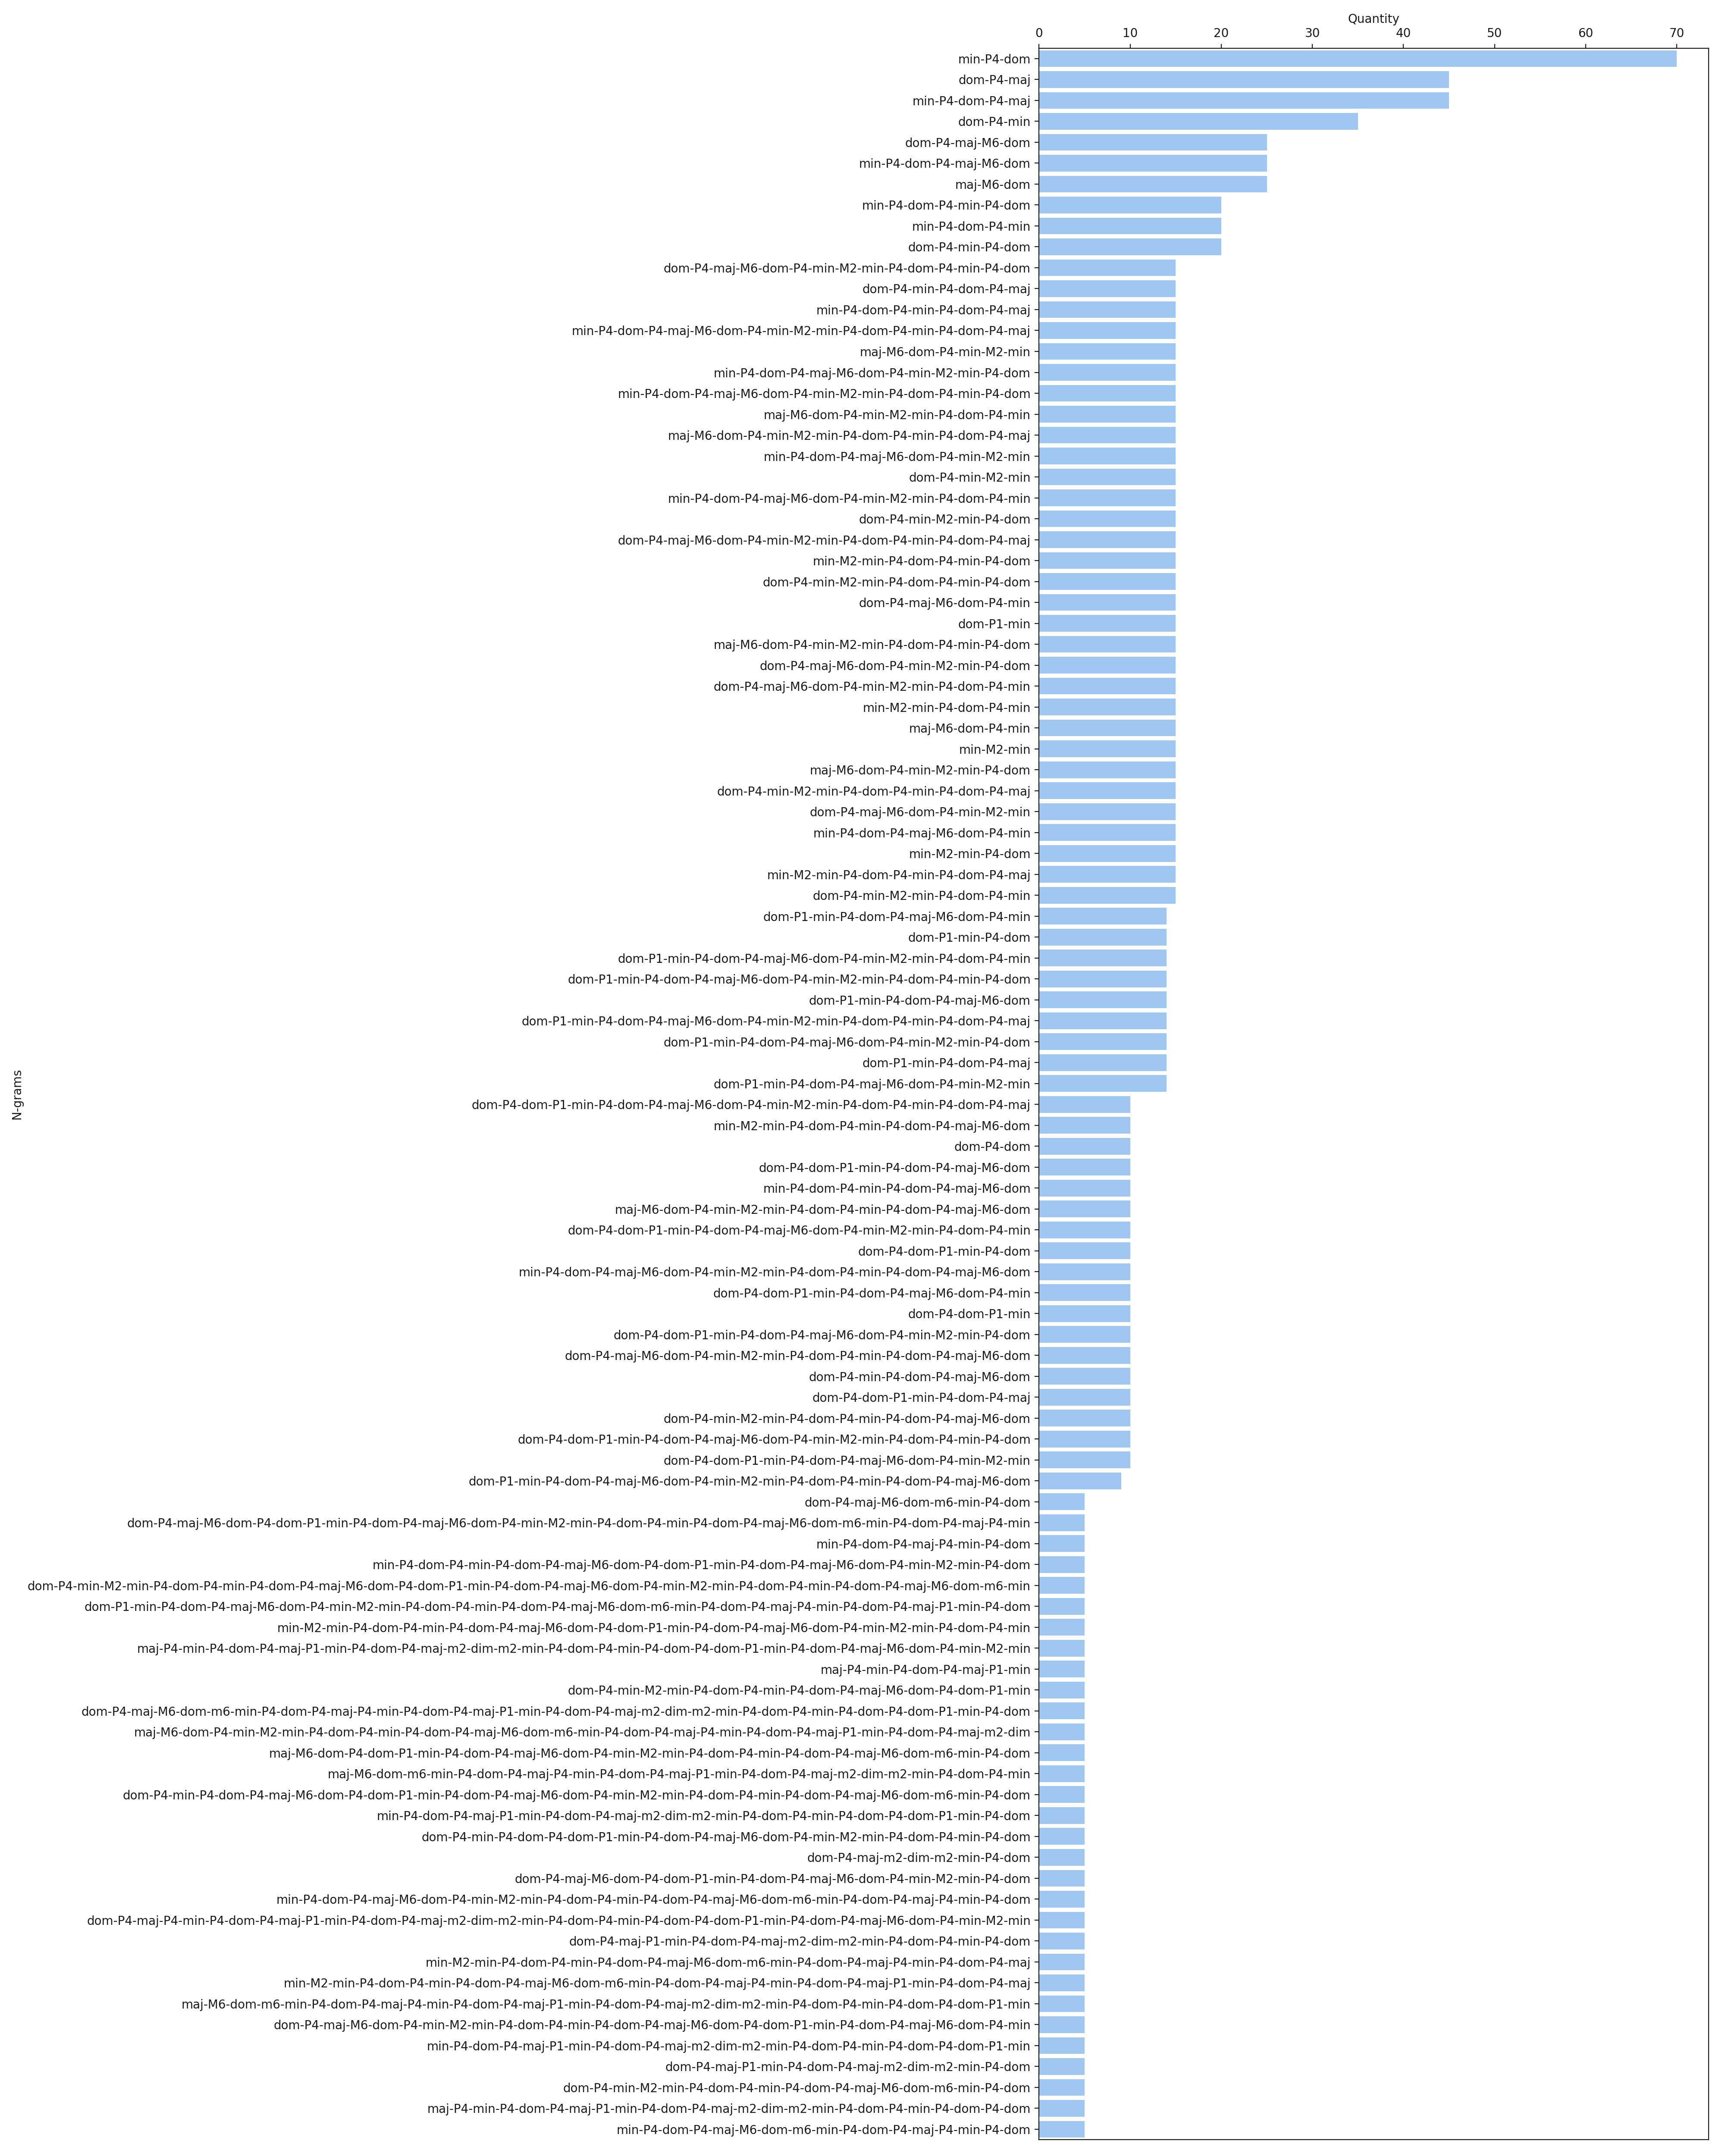 Quantity
0 10 20 30 40 50 60 70
min-P4-dom
dom-P4-maj
min-P4-dom-P4-maj
dom-P4-min
dom-P4-maj-M6-dom
min-P4-dom-P4-maj-M6-dom
maj-M6-dom
min-P4-dom-P4-min-P4-dom
min-P4-dom-P4-min
dom-P4-min-P4-dom
dom-P4-maj-M6-dom-P4-min-M2-min-P4-dom-P4-min-P4-dom
dom-P4-min-P4-dom-P4-maj
min-P4-dom-P4-min-P4-dom-P4-maj
min-P4-dom-P4-maj-M6-dom-P4-min-M2-min-P4-dom-P4-min-P4-dom-P4-maj
maj-M6-dom-P4-min-M2-min
min-P4-dom-P4-maj-M6-dom-P4-min-M2-min-P4-dom
min-P4-dom-P4-maj-M6-dom-P4-min-M2-min-P4-dom-P4-min-P4-dom
maj-M6-dom-P4-min-M2-min-P4-dom-P4-min
maj-M6-dom-P4-min-M2-min-P4-dom-P4-min-P4-dom-P4-maj
min-P4-dom-P4-maj-M6-dom-P4-min-M2-min
dom-P4-min-M2-min
min-P4-dom-P4-maj-M6-dom-P4-min-M2-min-P4-dom-P4-min
dom-P4-min-M2-min-P4-dom
dom-P4-maj-M6-dom-P4-min-M2-min-P4-dom-P4-min-P4-dom-P4-maj
min-M2-min-P4-dom-P4-min-P4-dom
dom-P4-min-M2-min-P4-dom-P4-min-P4-dom
dom-P4-maj-M6-dom-P4-min
dom-P1-min
maj-M6-dom-P4-min-M2-min-P4-dom-P4-min-P4-dom
dom-P4-maj-M6-dom-P4-min-M2-min-P4-dom
dom-P4-maj-M6-dom-P4-min-M2-min-P4-dom-P4-min
min-M2-min-P4-dom-P4-min
maj-M6-dom-P4-min
min-M2-min
maj-M6-dom-P4-min-M2-min-P4-dom
dom-P4-min-M2-min-P4-dom-P4-min-P4-dom-P4-maj
dom-P4-maj-M6-dom-P4-min-M2-min
min-P4-dom-P4-maj-M6-dom-P4-min
min-M2-min-P4-dom
min-M2-min-P4-dom-P4-min-P4-dom-P4-maj
dom-P4-min-M2-min-P4-dom-P4-min
dom-P1-min-P4-dom-P4-maj-M6-dom-P4-min
dom-P1-min-P4-dom
dom-P1-min-P4-dom-P4-maj-M6-dom-P4-min-M2-min-P4-dom-P4-min
dom-P1-min-P4-dom-P4-maj-M6-dom-P4-min-M2-min-P4-dom-P4-min-P4-dom
dom-P1-min-P4-dom-P4-maj-M6-dom
dom-P1-min-P4-dom-P4-maj-M6-dom-P4-min-M2-min-P4-dom-P4-min-P4-dom-P4-maj
dom-P1-min-P4-dom-P4-maj-M6-dom-P4-min-M2-min-P4-dom
dom-P1-min-P4-dom-P4-maj
dom-P1-min-P4-dom-P4-maj-M6-dom-P4-min-M2-min
N-grams
dom-P4-dom-P1-min-P4-dom-P4-maj-M6-dom-P4-min-M2-min-P4-dom-P4-min-P4-dom-P4-maj
min-M2-min-P4-dom-P4-min-P4-dom-P4-maj-M6-dom
dom-P4-dom
dom-P4-dom-P1-min-P4-dom-P4-maj-M6-dom
min-P4-dom-P4-min-P4-dom-P4-maj-M6-dom
maj-M6-dom-P4-min-M2-min-P4-dom-P4-min-P4-dom-P4-maj-M6-dom
dom-P4-dom-P1-min-P4-dom-P4-maj-M6-dom-P4-min-M2-min-P4-dom-P4-min
dom-P4-dom-P1-min-P4-dom
min-P4-dom-P4-maj-M6-dom-P4-min-M2-min-P4-dom-P4-min-P4-dom-P4-maj-M6-dom
dom-P4-dom-P1-min-P4-dom-P4-maj-M6-dom-P4-min
dom-P4-dom-P1-min
dom-P4-dom-P1-min-P4-dom-P4-maj-M6-dom-P4-min-M2-min-P4-dom
dom-P4-maj-M6-dom-P4-min-M2-min-P4-dom-P4-min-P4-dom-P4-maj-M6-dom
dom-P4-min-P4-dom-P4-maj-M6-dom
dom-P4-dom-P1-min-P4-dom-P4-maj
dom-P4-min-M2-min-P4-dom-P4-min-P4-dom-P4-maj-M6-dom
dom-P4-dom-P1-min-P4-dom-P4-maj-M6-dom-P4-min-M2-min-P4-dom-P4-min-P4-dom
dom-P4-dom-P1-min-P4-dom-P4-maj-M6-dom-P4-min-M2-min
dom-P1-min-P4-dom-P4-maj-M6-dom-P4-min-M2-min-P4-dom-P4-min-P4-dom-P4-maj-M6-dom
dom-P4-maj-M6-dom-m6-min-P4-dom
dom-P4-maj-M6-dom-P4-dom-P1-min-P4-dom-P4-maj-M6-dom-P4-min-M2-min-P4-dom-P4-min-P4-dom-P4-maj-M6-dom-m6-min-P4-dom-P4-maj-P4-min
min-P4-dom-P4-maj-P4-min-P4-dom
min-P4-dom-P4-min-P4-dom-P4-maj-M6-dom-P4-dom-P1-min-P4-dom-P4-maj-M6-dom-P4-min-M2-min-P4-dom
dom-P4-min-M2-min-P4-dom-P4-min-P4-dom-P4-maj-M6-dom-P4-dom-P1-min-P4-dom-P4-maj-M6-dom-P4-min-M2-min-P4-dom-P4-min-P4-dom-P4-maj-M6-dom-m6-min
dom-P1-min-P4-dom-P4-maj-M6-dom-P4-min-M2-min-P4-dom-P4-min-P4-dom-P4-maj-M6-dom-m6-min-P4-dom-P4-maj-P4-min-P4-dom-P4-maj-P1-min-P4-dom
min-M2-min-P4-dom-P4-min-P4-dom-P4-maj-M6-dom-P4-dom-P1-min-P4-dom-P4-maj-M6-dom-P4-min-M2-min-P4-dom-P4-min
maj-P4-min-P4-dom-P4-maj-P1-min-P4-dom-P4-maj-m2-dim-m2-min-P4-dom-P4-min-P4-dom-P4-dom-P1-min-P4-dom-P4-maj-M6-dom-P4-min-M2-min
maj-P4-min-P4-dom-P4-maj-P1-min
dom-P4-min-M2-min-P4-dom-P4-min-P4-dom-P4-maj-M6-dom-P4-dom-P1-min
dom-P4-maj-M6-dom-m6-min-P4-dom-P4-maj-P4-min-P4-dom-P4-maj-P1-min-P4-dom-P4-maj-m2-dim-m2-min-P4-dom-P4-min-P4-dom-P4-dom-P1-min-P4-dom
maj-M6-dom-P4-min-M2-min-P4-dom-P4-min-P4-dom-P4-maj-M6-dom-m6-min-P4-dom-P4-maj-P4-min-P4-dom-P4-maj-P1-min-P4-dom-P4-maj-m2-dim
maj-M6-dom-P4-dom-P1-min-P4-dom-P4-maj-M6-dom-P4-min-M2-min-P4-dom-P4-min-P4-dom-P4-maj-M6-dom-m6-min-P4-dom
maj-M6-dom-m6-min-P4-dom-P4-maj-P4-min-P4-dom-P4-maj-P1-min-P4-dom-P4-maj-m2-dim-m2-min-P4-dom-P4-min
dom-P4-min-P4-dom-P4-maj-M6-dom-P4-dom-P1-min-P4-dom-P4-maj-M6-dom-P4-min-M2-min-P4-dom-P4-min-P4-dom-P4-maj-M6-dom-m6-min-P4-dom
min-P4-dom-P4-maj-P1-min-P4-dom-P4-maj-m2-dim-m2-min-P4-dom-P4-min-P4-dom-P4-dom-P1-min-P4-dom
dom-P4-min-P4-dom-P4-dom-P1-min-P4-dom-P4-maj-M6-dom-P4-min-M2-min-P4-dom-P4-min-P4-dom
dom-P4-maj-m2-dim-m2-min-P4-dom
dom-P4-maj-M6-dom-P4-dom-P1-min-P4-dom-P4-maj-M6-dom-P4-min-M2-min-P4-dom
min-P4-dom-P4-maj-M6-dom-P4-min-M2-min-P4-dom-P4-min-P4-dom-P4-maj-M6-dom-m6-min-P4-dom-P4-maj-P4-min-P4-dom
dom-P4-maj-P4-min-P4-dom-P4-maj-P1-min-P4-dom-P4-maj-m2-dim-m2-min-P4-dom-P4-min-P4-dom-P4-dom-P1-min-P4-dom-P4-maj-M6-dom-P4-min-M2-min
dom-P4-maj-P1-min-P4-dom-P4-maj-m2-dim-m2-min-P4-dom-P4-min-P4-dom
min-M2-min-P4-dom-P4-min-P4-dom-P4-maj-M6-dom-m6-min-P4-dom-P4-maj-P4-min-P4-dom-P4-maj
min-M2-min-P4-dom-P4-min-P4-dom-P4-maj-M6-dom-m6-min-P4-dom-P4-maj-P4-min-P4-dom-P4-maj-P1-min-P4-dom-P4-maj
maj-M6-dom-m6-min-P4-dom-P4-maj-P4-min-P4-dom-P4-maj-P1-min-P4-dom-P4-maj-m2-dim-m2-min-P4-dom-P4-min-P4-dom-P4-dom-P1-min
dom-P4-maj-M6-dom-P4-min-M2-min-P4-dom-P4-min-P4-dom-P4-maj-M6-dom-P4-dom-P1-min-P4-dom-P4-maj-M6-dom-P4-min
min-P4-dom-P4-maj-P1-min-P4-dom-P4-maj-m2-dim-m2-min-P4-dom-P4-min-P4-dom-P4-dom-P1-min
dom-P4-maj-P1-min-P4-dom-P4-maj-m2-dim-m2-min-P4-dom
dom-P4-min-M2-min-P4-dom-P4-min-P4-dom-P4-maj-M6-dom-m6-min-P4-dom
maj-P4-min-P4-dom-P4-maj-P1-min-P4-dom-P4-maj-m2-dim-m2-min-P4-dom-P4-min-P4-dom-P4-dom
min-P4-dom-P4-maj-M6-dom-m6-min-P4-dom-P4-maj-P4-min-P4-dom